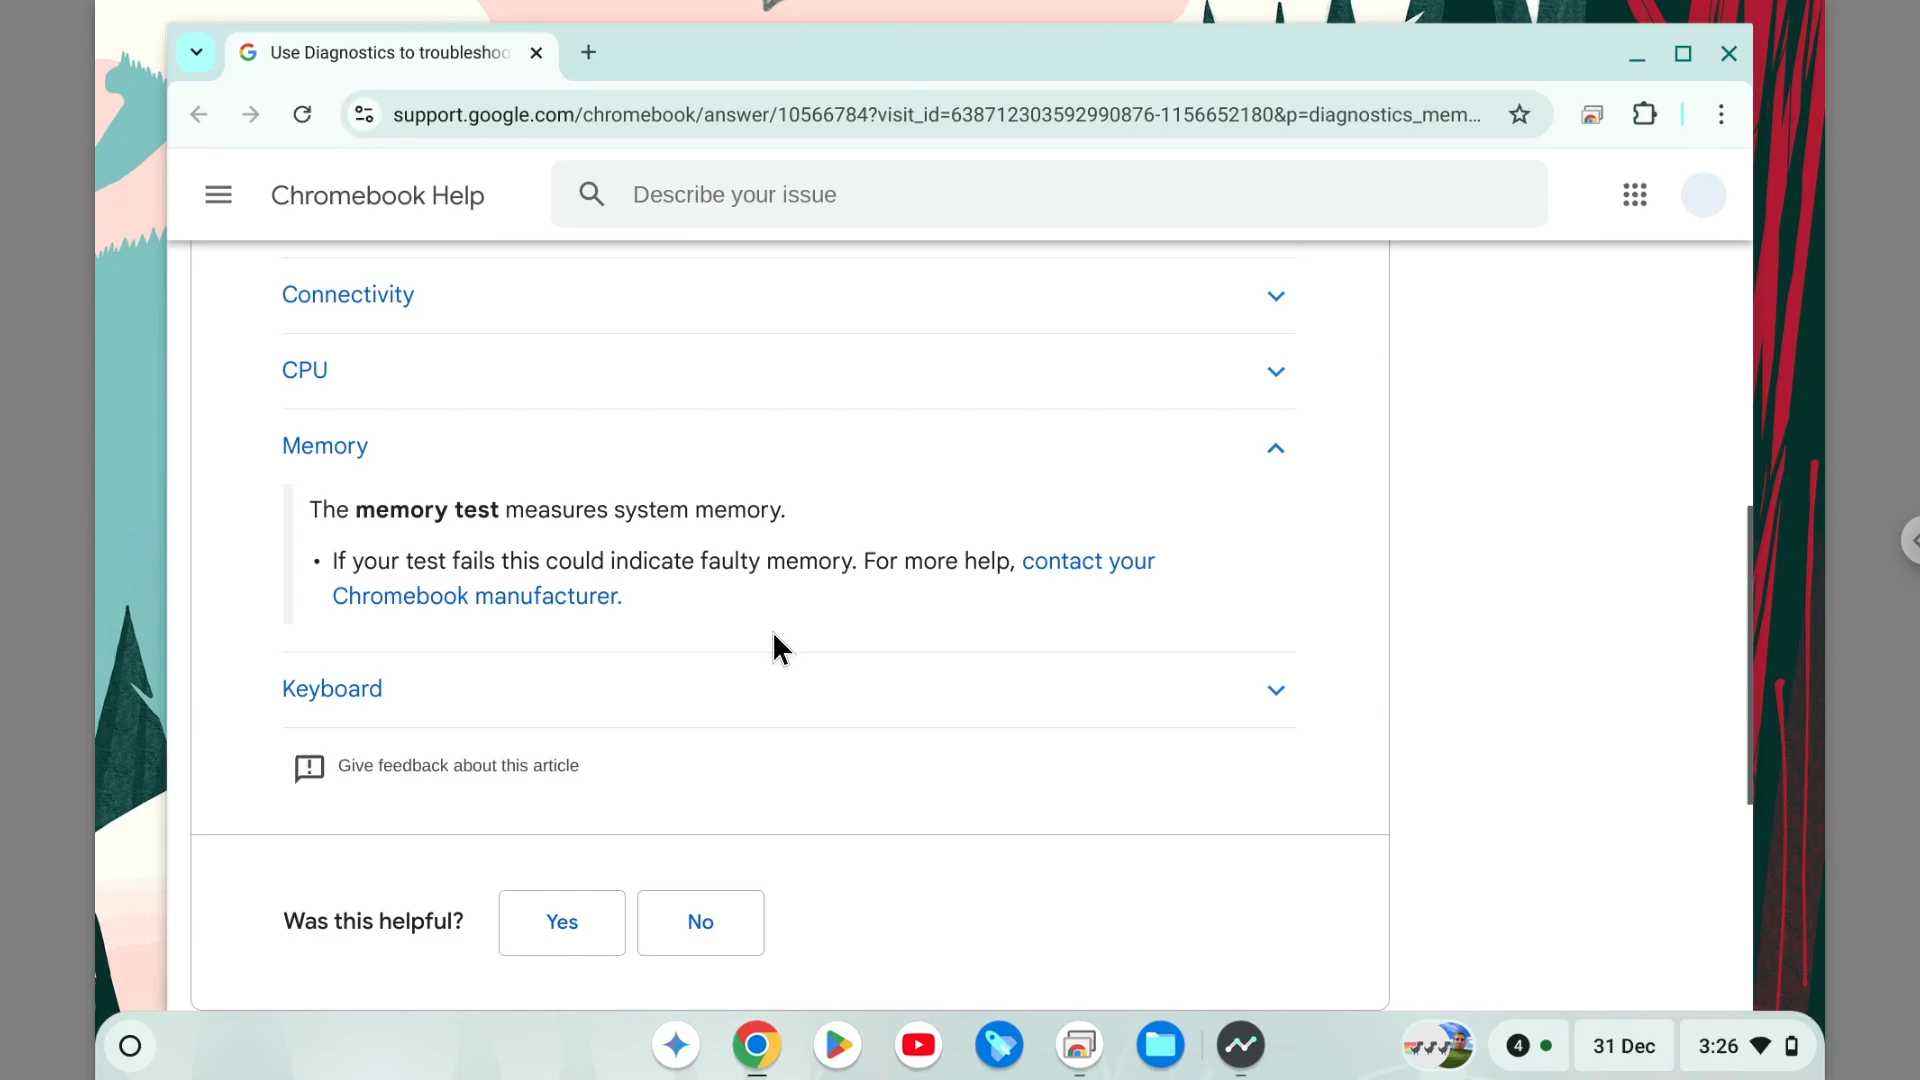 Use Diagnostics to troubleshoo
support.google.com/chromebook/answer/10566784?visit_id=638712303592990876-1156652180&p=diagnostics_mem...
Chromebook Help
Describe your issue
Connectivity
CPU
Memory
The memory test measures system memory.
• If your test fails this could indicate faulty memory. For more help, contact your
Chromebook manufacturer.
Keyboard
Give feedback about this article
Was this helpful?
Yes
No
4
31 Dec
3:26